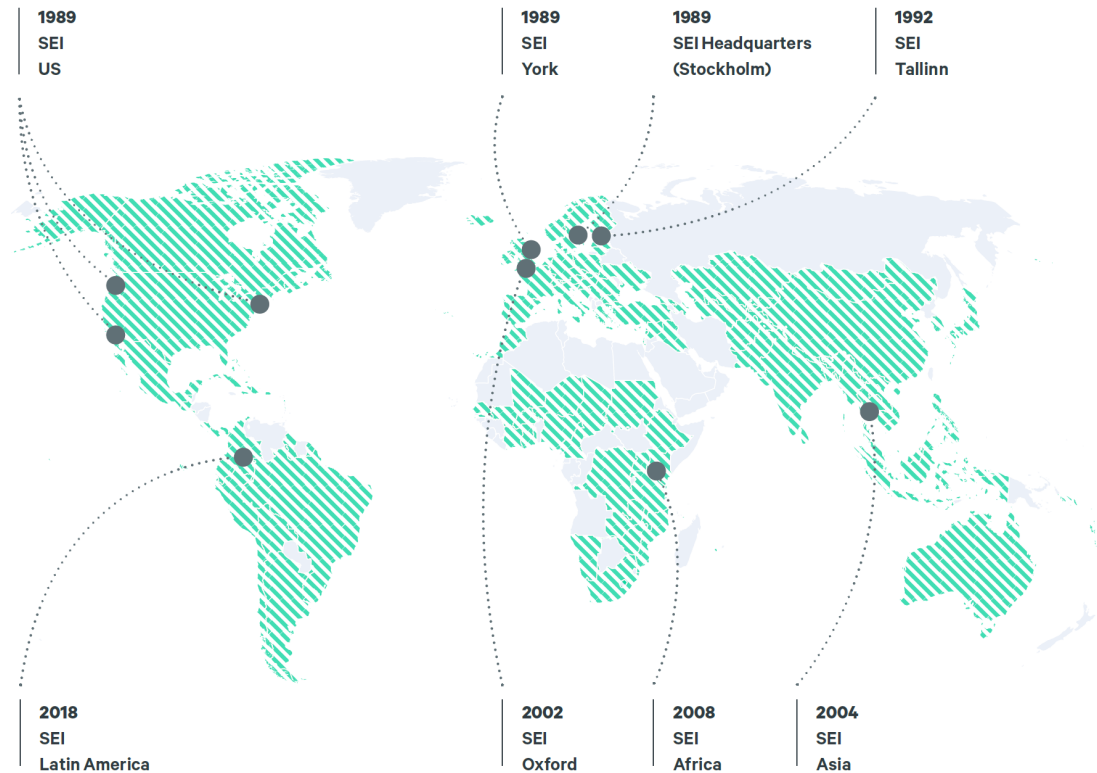 1989
SEI
US
1989
SEI
York
1989
SEI Headquarters
(Stockholm)
1992
SEI
Tallinn
2018
SEI
Latin America
2002
SEI
Oxford
2008
SEI
Africa
2004
SEI
Asia